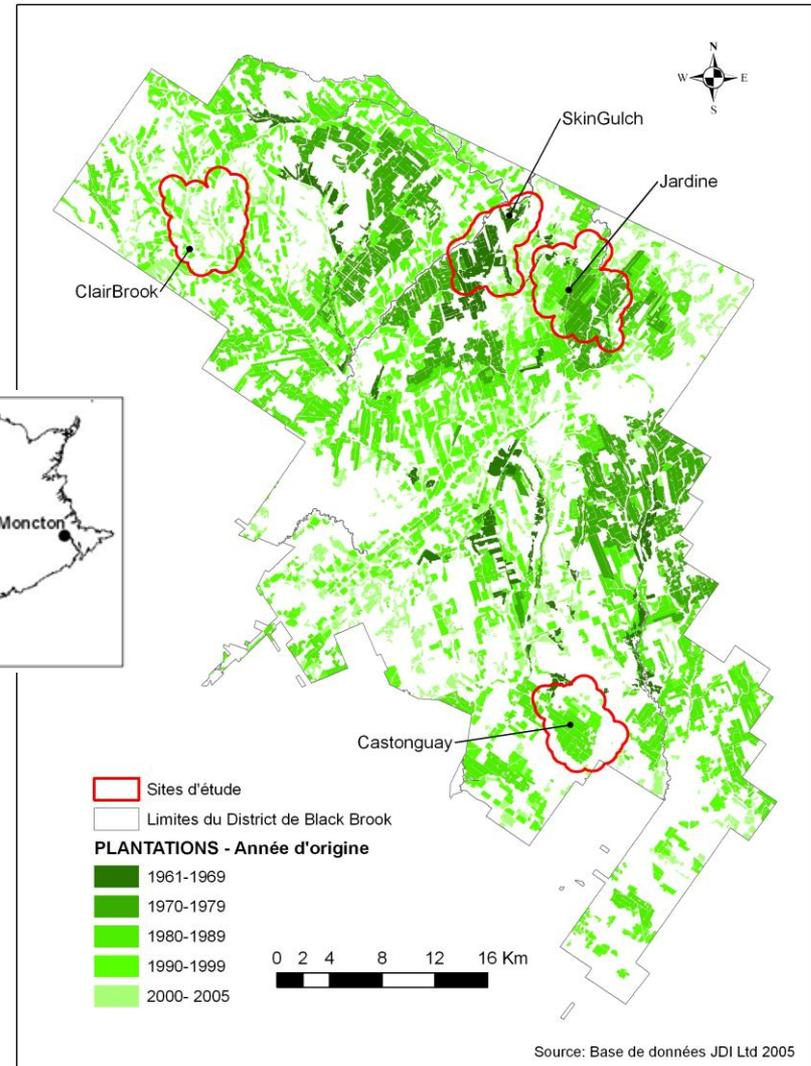 N
W E
S
SkinGulch
Jardine
ClairBrook
Moncton
Castonguay
Sites d'étude
Limites du District de Black Brook
PLANTATIONS - Année d'origine
1961-1969
1970-1979
1980-1989
1990-1999
2000- 2005
0 2 4 8 12 16 Km
Source: Base de données JDI Ltd 2005